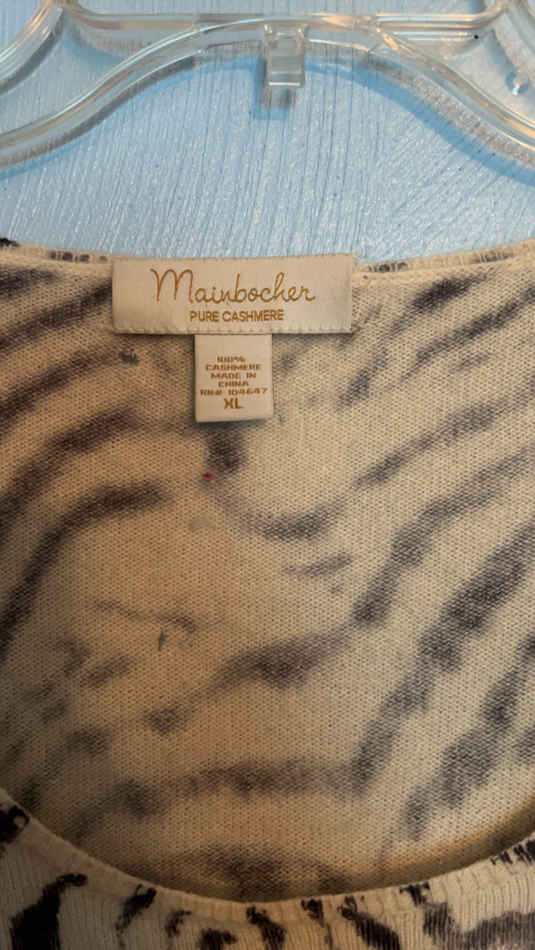 Mainbocher
PURE CASHMERE
100%
CASHMERE
MADE IN
CHINA
RN# 104647
XL